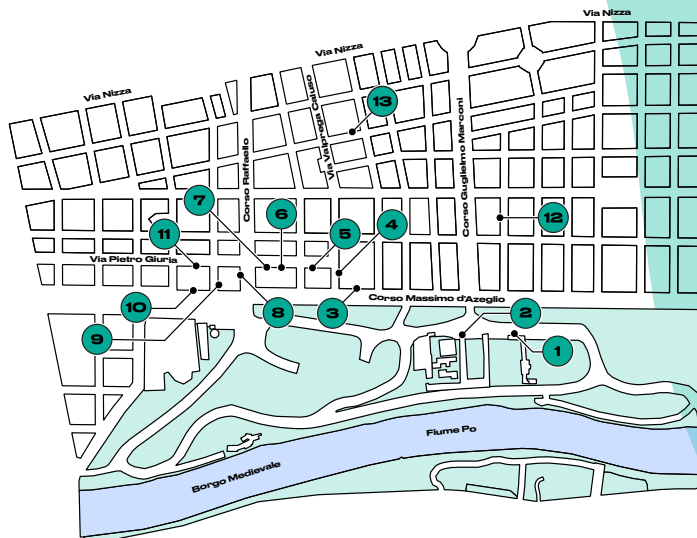 Via Nizza
Via Nizza
Via Nizza
Corso Raffaello
Via Valperga Caluso
Corso Guglielmo Marconi
13
7
6
5
4
12
11
Via Pietro Giuria
Corso Massimo d'Azeglio
10
9
8
3
2
1
Fiume Po
Borgo Medievale